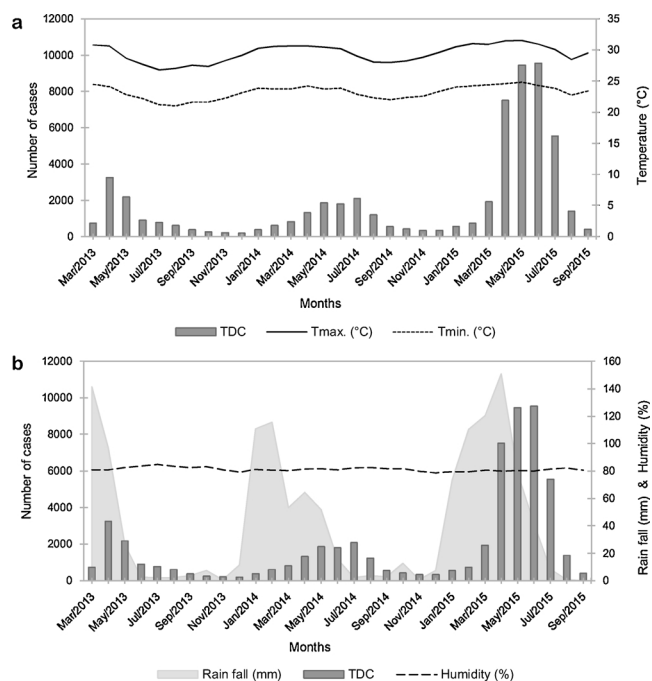 a
12000
10000
8000
6000
4000
2000
0
Number of cases
35
30
25
20
15
10
5
0
Temperature (°C)
Mar/2013
May/2013
Jul/2013
Sep/2013
Nov/2013
Jan/2014
Mar/2014
May/2014
Jul/2014
Sep/2014
Nov/2014
Jan/2015
Mar/2015
May/2015
Jul/2015
Sep/2015
Months
TDC Tmax. (°C) Tmin. (°C)
b
12000
10000
8000
6000
4000
2000
0
Number of cases
160
140
120
100
80
60
40
20
0
Rain fall (mm) & Humidity (%)
Mar/2013
May/2013
Jul/2013
Sep/2013
Nov/2013
Jan/2014
Mar/2014
May/2014
Jul/2014
Sep/2014
Nov/2014
Jan/2015
Mar/2015
May/2015
Jul/2015
Sep/2015
Months
Rain fall (mm) TDC Humidity (%)